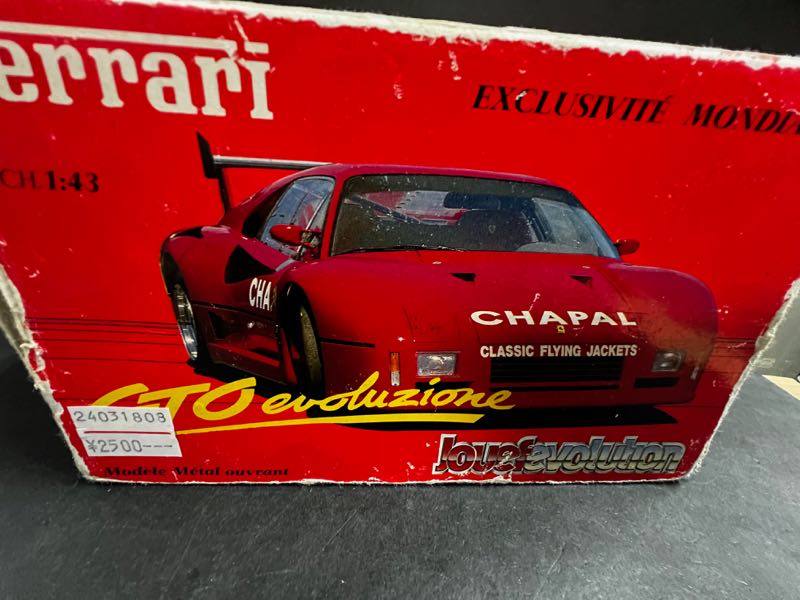 errari
EXCLUSIVITÉ MONDIA
CH. 1:43
CHA
CHAPAL
CLASSIC FLYING JACKETS
GTO evoluzione
24031808
¥2500-—-—
Jouef evolution
Modèle Métal ouvrant